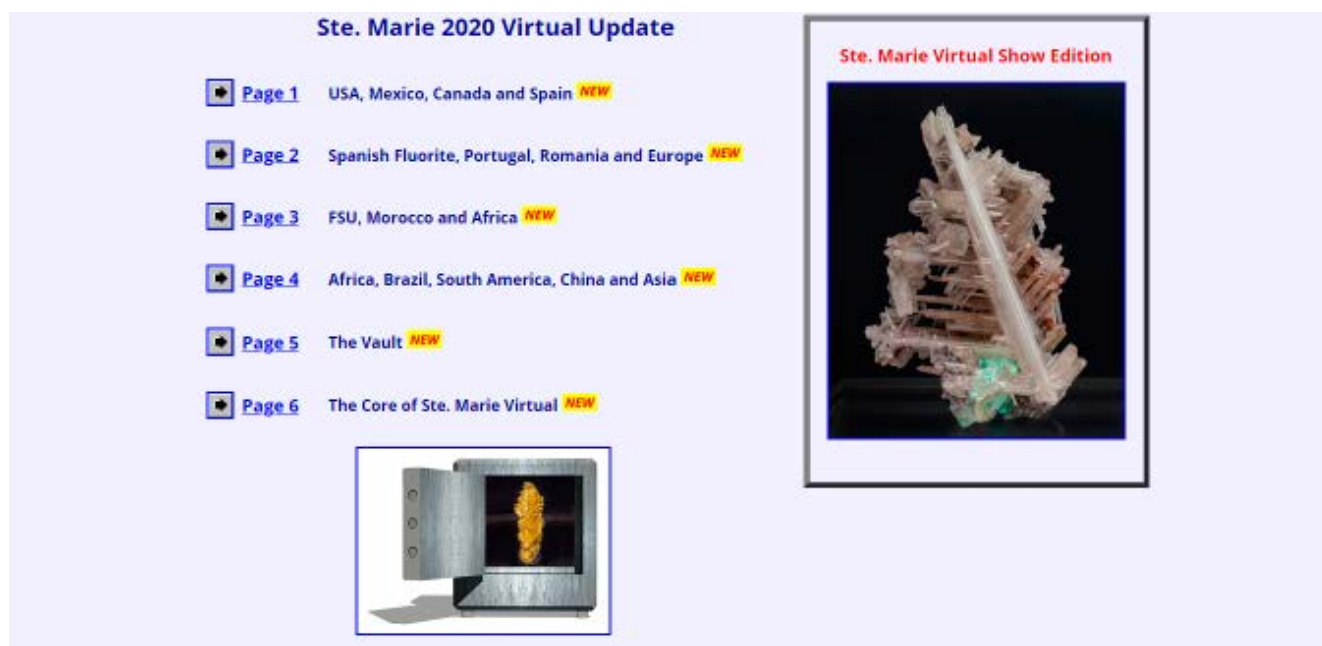 Ste. Marie 2020 Virtual Update
Page 1 USA, Mexico, Canada and Spain NEW
Page 2 Spanish Fluorite, Portugal, Romania and Europe NEW
Page 3 FSU, Morocco and Africa NEW
Page 4 Africa, Brazil, South America, China and Asia NEW
Page 5 The Vault NEW
Page 6 The Core of Ste. Marie Virtual NEW
Ste. Marie Virtual Show Edition